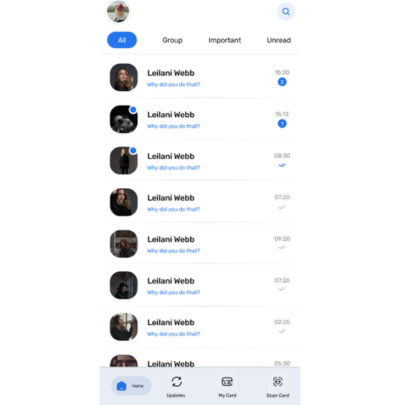 All Group Important Unread
Leilani Webb 15:20
Why did you do that? 2
Leilani Webb 15:13
Why did you do that? 1
Leilani Webb 08:30
Why did you do that?
Leilani Webb 07:20
Why did you do that?
Leilani Webb 09:20
Why did you do that?
Leilani Webb 07:26
Why did you do that?
Leilani Webb 02:25
Why did you do that?
Leilani Webb 05:30
Home Updates My Card Scan Card